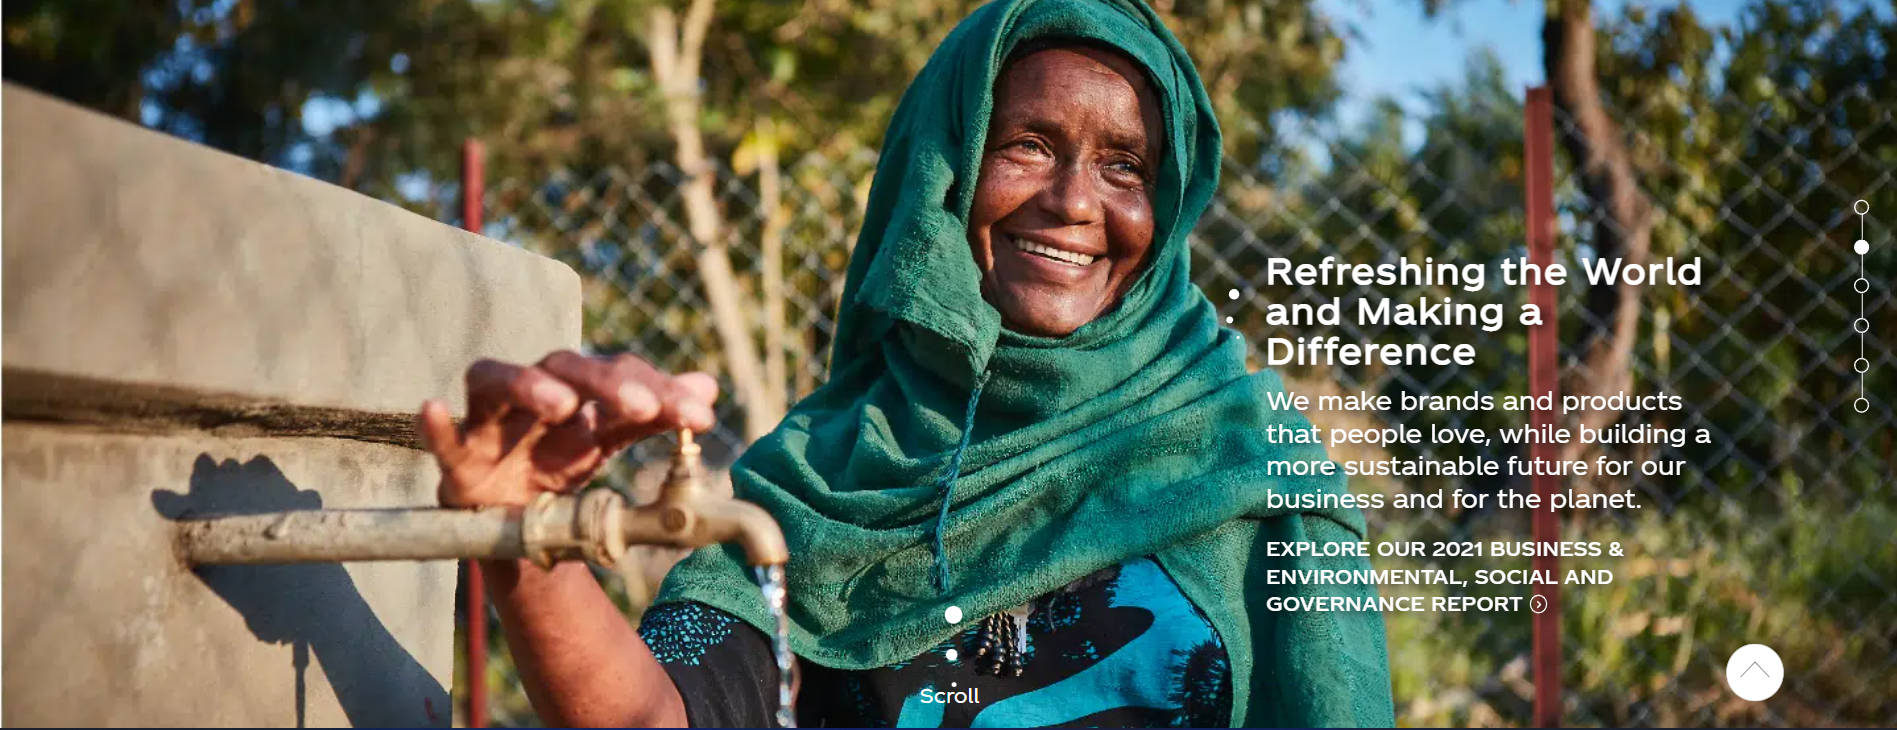 Refreshing the World
and Making a
Difference
We make brands and products
that people love, while building a
more sustainable future for our
business and for the planet.
EXPLORE OUR 2021 BUSINESS &
ENVIRONMENTAL, SOCIAL AND
GOVERNANCE REPORT
Scroll